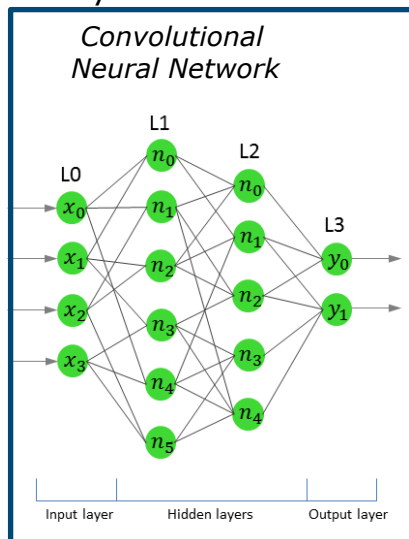 Convolutional
Neural Network
L0
L1
L2
L3
x₀
x₁
x₂
x₃
n₀
n₁
n₂
n₃
n₄
n₅
n₀
n₁
n₂
n₃
n₄
y₀
y₁
Input layer
Hidden layers
Output layer